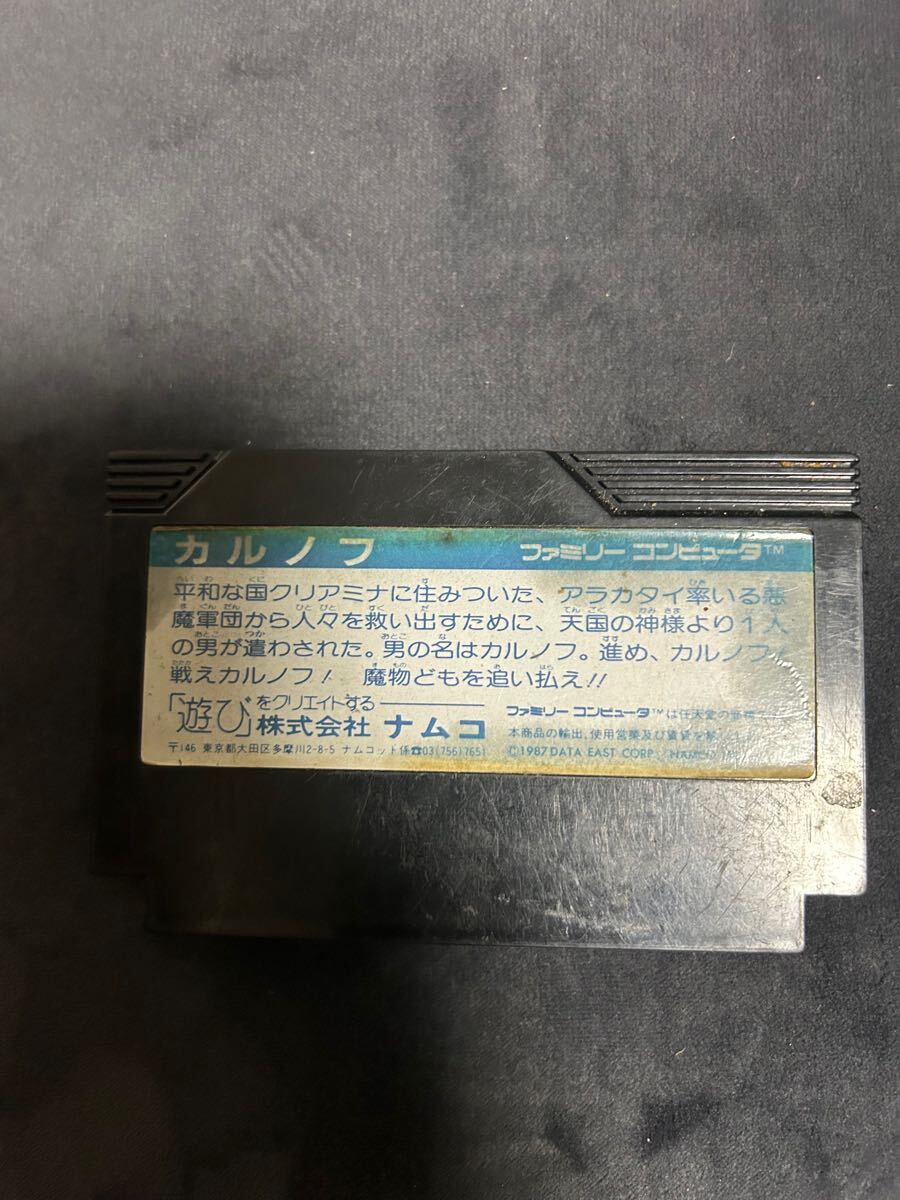 カルノフ ファミリー コンピュータ™
平和な国クリアミナに住みついた、アラカタイ率いる悪
魔軍団から人々を救い出すために、天国の神様より1人
の男が遣わされた。男の名はカルノフ。進め、カルノフ!
戦えカルノフ! 魔物どもを追い払え!!
「遊び」をクリエイトする
株式会社 ナムコ
〒146 東京都大田区多摩川2-8-5 ナムコット係☎03(756)7651
ファミリー コンピュータ™は任天堂の商標
本商品の輸出、使用営業及び賃貸を
©1987 DATA EAST CORP. NAMCO